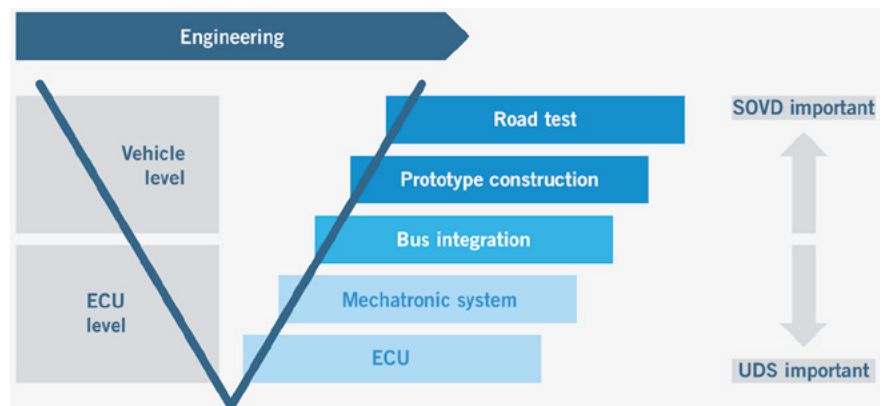 Engineering
Vehicle
level
ECU
level
Road test
Prototype construction
Bus integration
Mechatronic system
ECU
SOVD important
UDS important